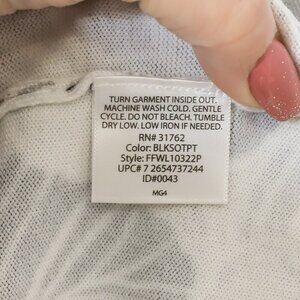 TURN GARMENT INSIDE OUT.
MACHINE WASH COLD. GENTLE
CYCLE. DO NOT BLEACH. TUMBLE
DRY LOW. LOW IRON IF NEEDED.
RN# 31762
Color: BLKSOTPT
Style: FFWL10322P
UPC# 7 2654737244
ID#0043
MG4